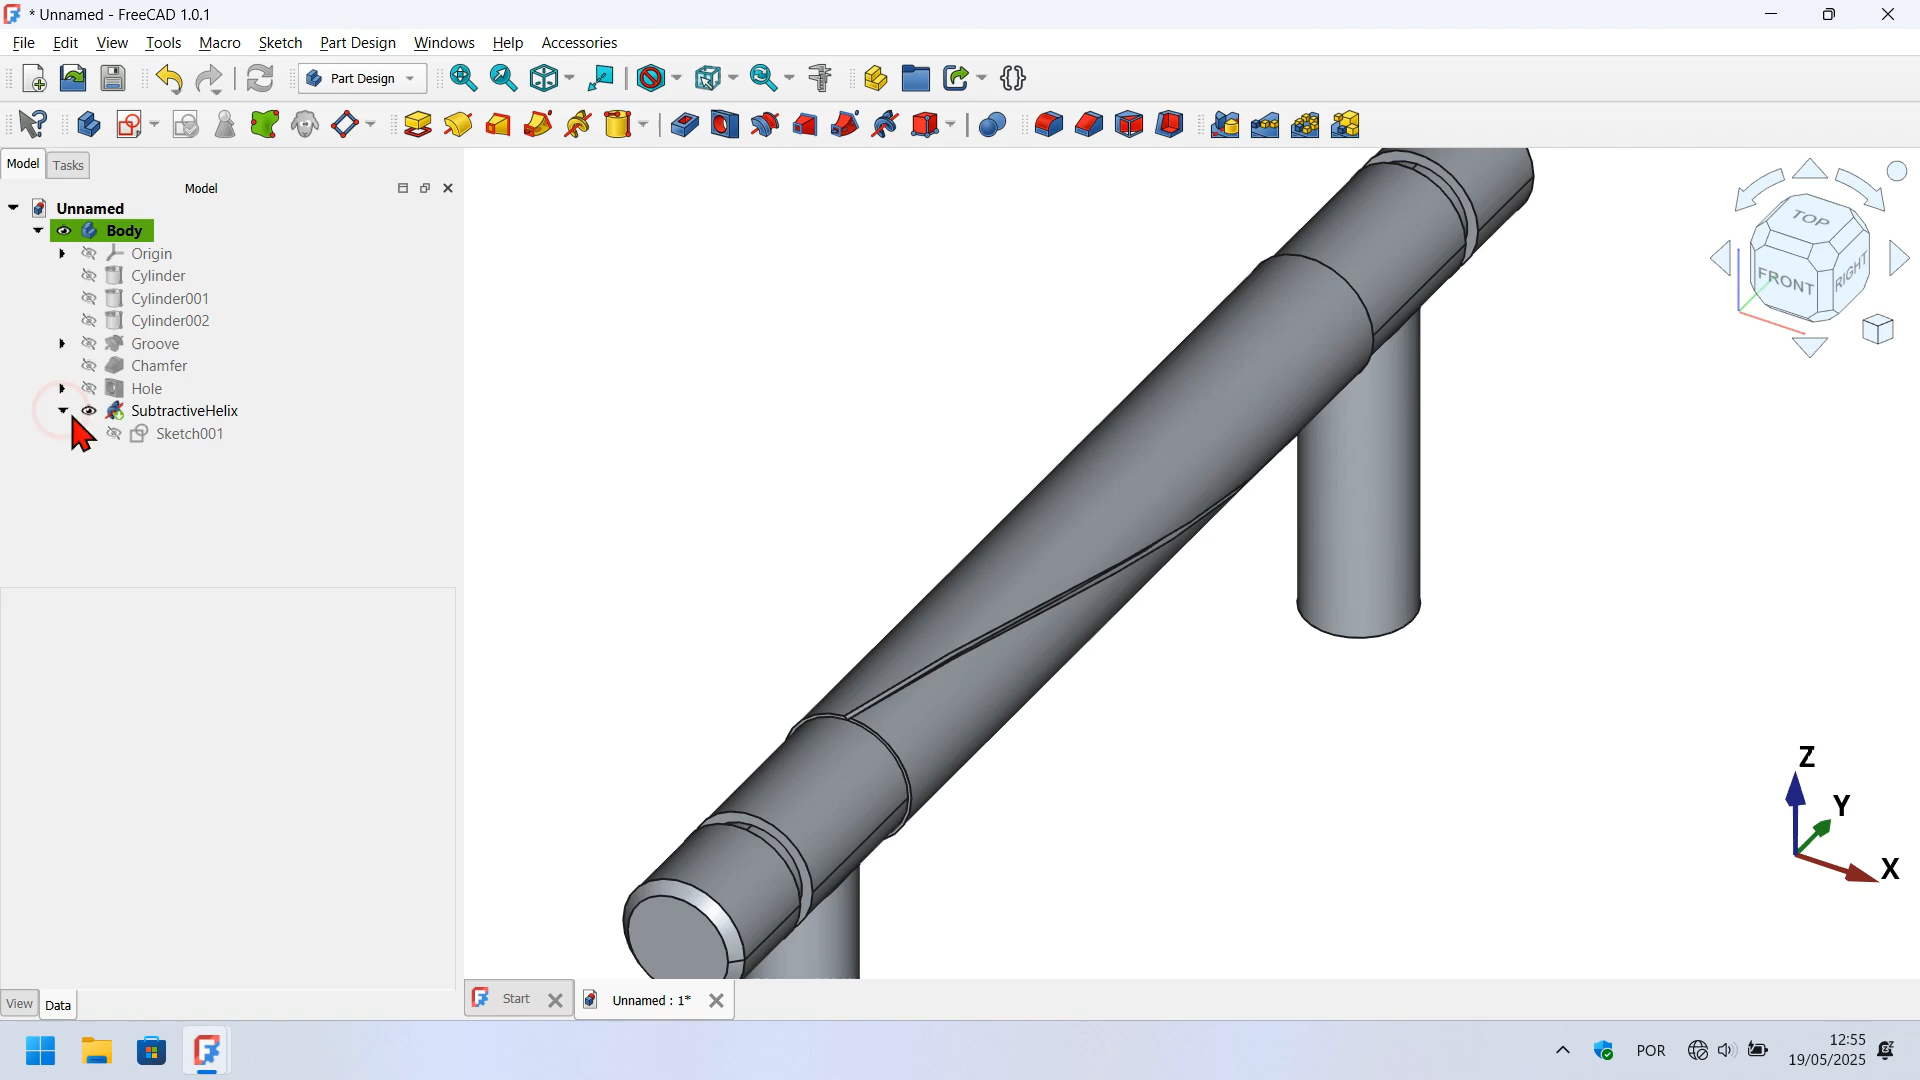 * Unnamed - FreeCAD 1.0.1
File Edit View Tools Macro Sketch Part Design Windows Help Accessories
Part Design
Model Tasks
Model
Unnamed
Body
Origin
Cylinder
Cylinder001
Cylinder002
Groove
Chamfer
Hole
SubtractiveHelix
Sketch001
TOP
FRONT
RIGHT
Z
Y
X
View Data
Start
Unnamed : 1*
POR
12:55
19/05/2025